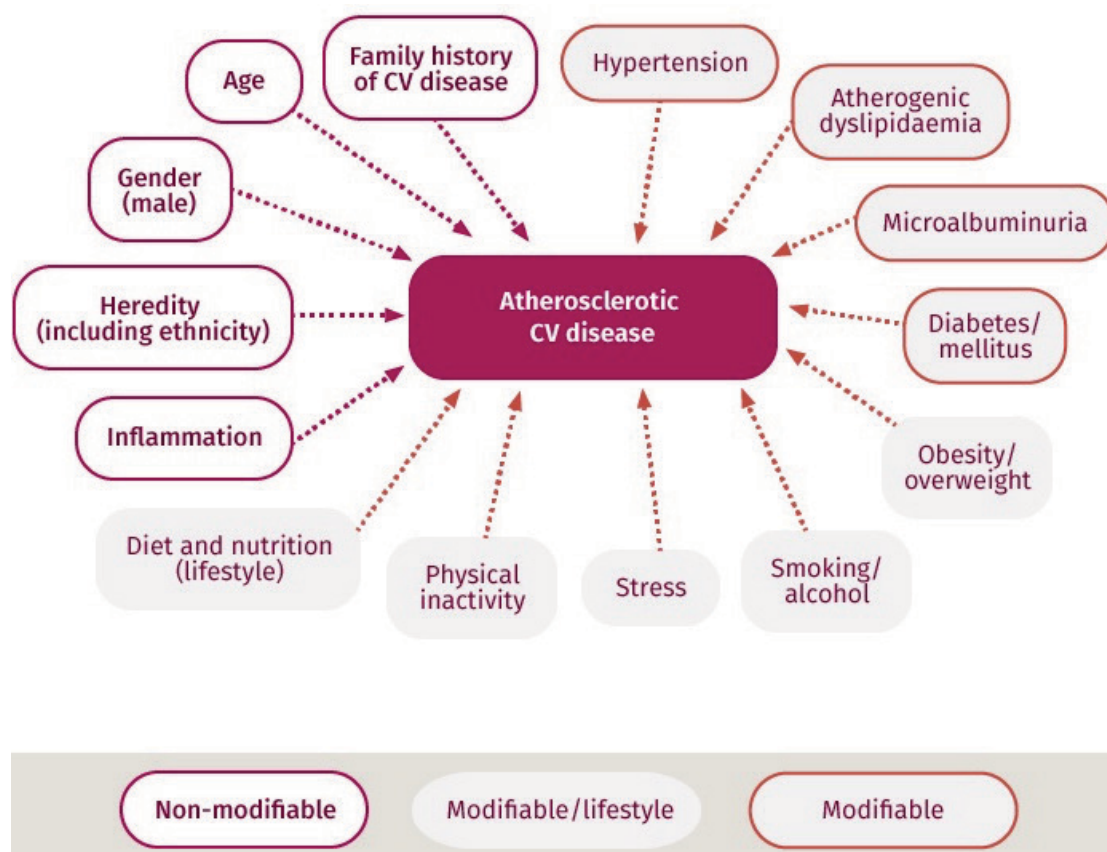 Family history
of CV disease
Hypertension
Age
Atherogenic
dyslipidaemia
Gender
(male)
Microalbuminuria
Heredity
(including ethnicity)
Atherosclerotic
CV disease
Diabetes/
mellitus
Inflammation
Obesity/
overweight
Diet and nutrition
(lifestyle)
Physical
inactivity
Stress
Smoking/
alcohol
Non-modifiable
Modifiable/lifestyle
Modifiable